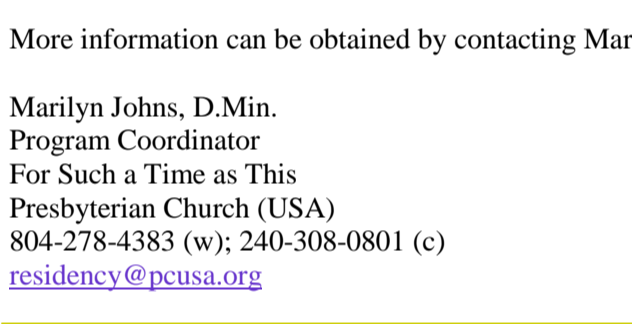 More information can be obtained by contacting
Marilyn Johns, D.Min.
Program Coordinator
For Such a Time as This
Presbyterian Church (USA)
804-278-4383 (w); 240-308-0801 (c)
residency@pcusa.org